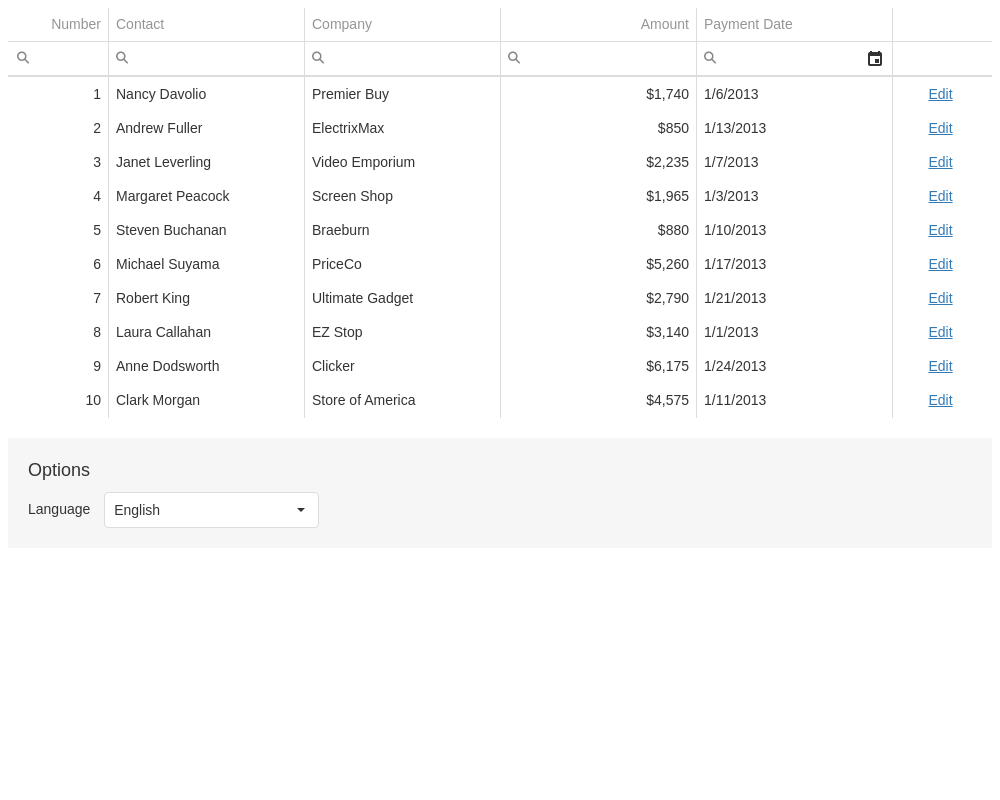 Number Contact Company Amount Payment Date
1 Nancy Davolio Premier Buy $1,740 1/6/2013 Edit
2 Andrew Fuller ElectrixMax $850 1/13/2013 Edit
3 Janet Leverling Video Emporium $2,235 1/7/2013 Edit
4 Margaret Peacock Screen Shop $1,965 1/3/2013 Edit
5 Steven Buchanan Braeburn $880 1/10/2013 Edit
6 Michael Suyama PriceCo $5,260 1/17/2013 Edit
7 Robert King Ultimate Gadget $2,790 1/21/2013 Edit
8 Laura Callahan EZ Stop $3,140 1/1/2013 Edit
9 Anne Dodsworth Clicker $6,175 1/24/2013 Edit
10 Clark Morgan Store of America $4,575 1/11/2013 Edit
Options
Language English